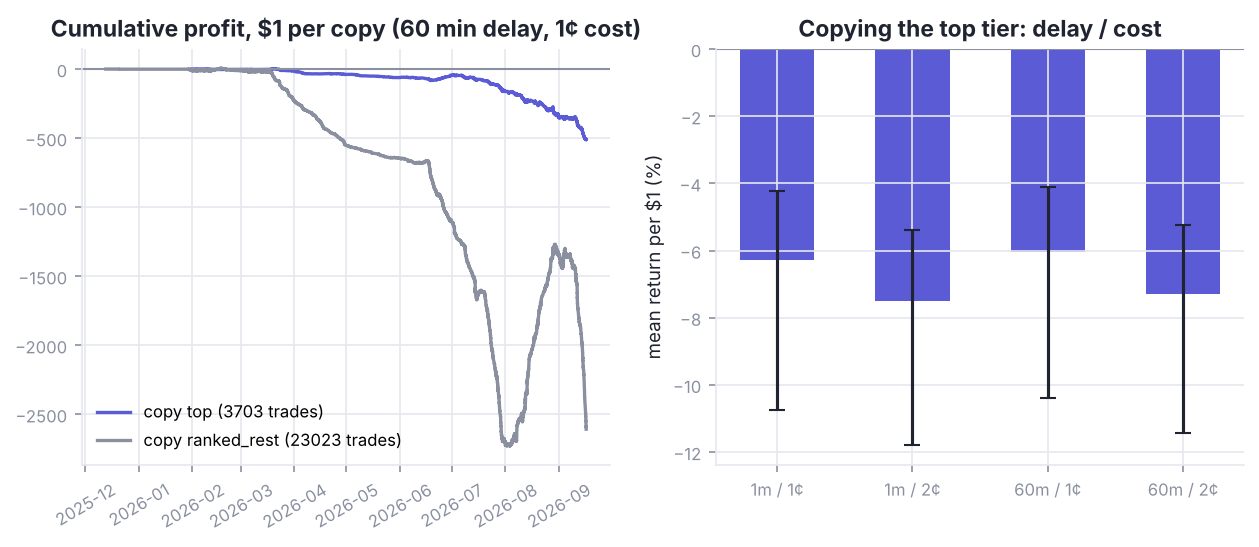 Cumulative profit, $1 per copy (60 min delay, 1¢ cost)
0
−500
−1000
−1500
−2000
−2500
copy top (3703 trades)
copy ranked_rest (23023 trades)
2025-12
2026-01
2026-02
2026-03
2026-04
2026-05
2026-06
2026-07
2026-08
2026-09
Copying the top tier: delay / cost
mean return per $1 (%)
0
−2
−4
−6
−8
−10
−12
1m / 1¢
1m / 2¢
60m / 1¢
60m / 2¢